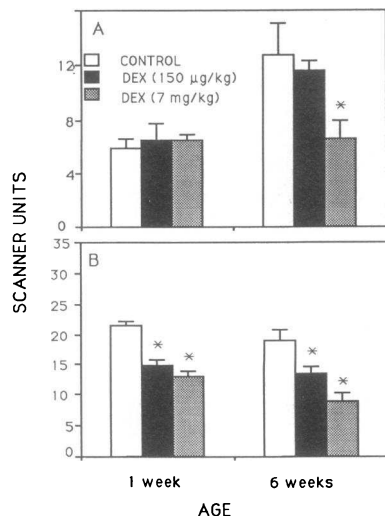 A
CONTROL
DEX (150 µg/kg)
DEX (7 mg/kg)
12
8
4
0
*
SCANNER UNITS
B
35
30
25
20
15
10
5
0
* *
* *
1 week 6 weeks
AGE